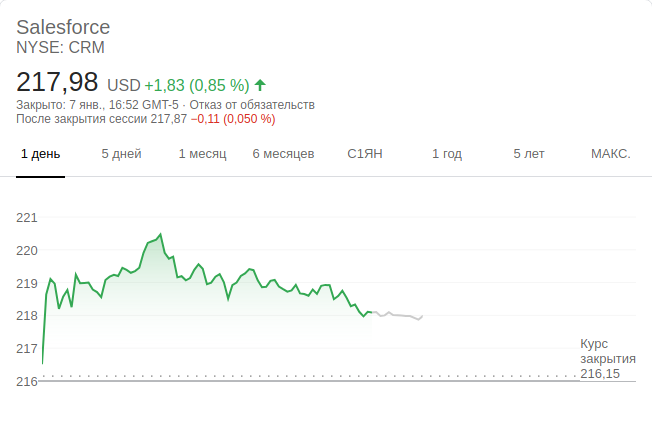 Salesforce
NYSE: CRM
217,98 USD +1,83 (0,85 %)
Закрыто: 7 янв., 16:52 GMT-5 · Отказ от обязательств
После закрытия сессии 217,87 −0,11 (0,050 %)
1 день 5 дней 1 месяц 6 месяцев С1ЯН 1 год 5 лет МАКС.
221
220
219
218
217
216
Курс
закрытия
216,15